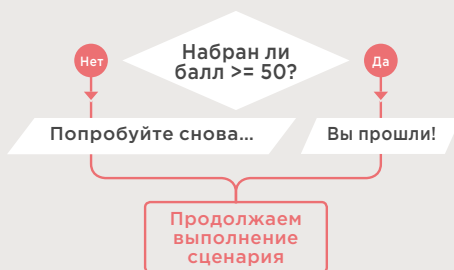 Набран ли
балл >= 50?
Нет
Да
Попробуйте снова...
Вы прошли!
Продолжаем
выполнение
сценария